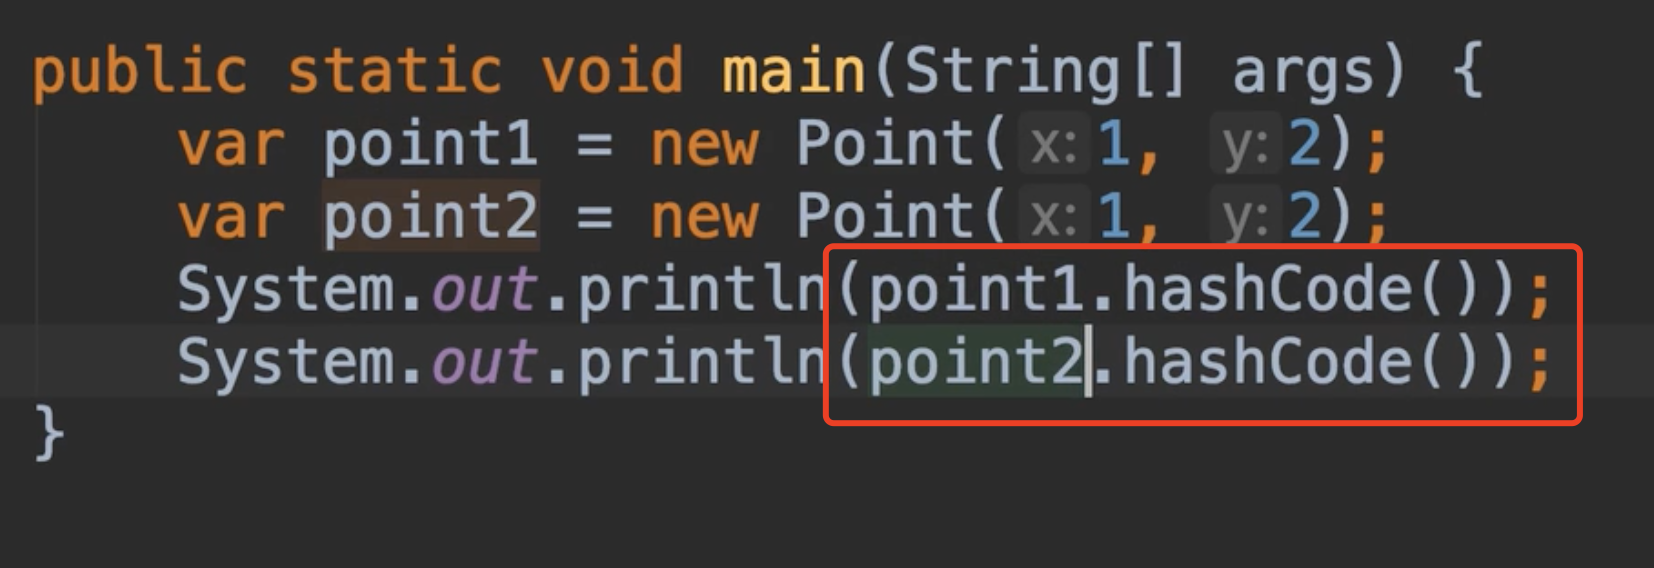 public static void main(String[] args) {
var point1 = new Point( x: 1, y: 2);
var point2 = new Point( x: 1, y: 2);
System.out.println(point1.hashCode());
System.out.println(point2.hashCode());
}